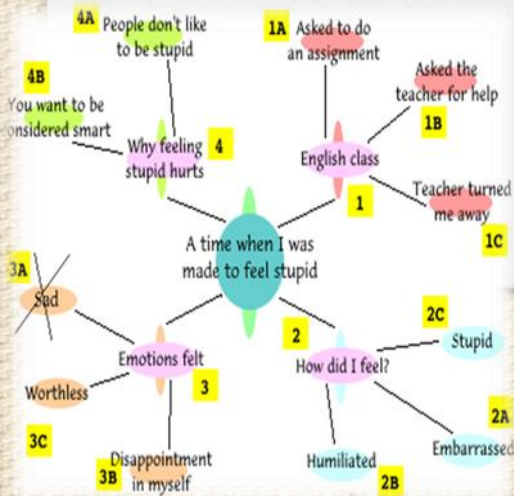 4A
People don't like
to be stupid
1A
Asked to do
an assignment
4B
You want to be
onsidered smart
Asked the
teacher for help
1B
Why feeling
stupid hurts
4
English class
1
Teacher turned
me away
1C
A time when I was
made to feel stupid
3A
Sad
2C
Stupid
2
How did I feel?
Emotions felt
3
Worthless
3C
2A
Embarrassed
3B
Disappointment
in myself
Humiliated
2B